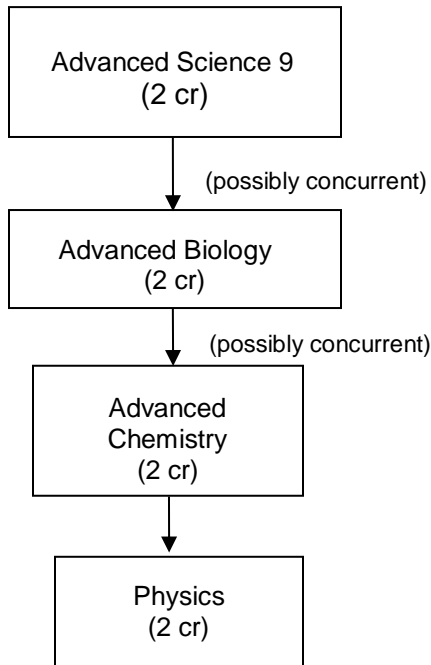 Advanced Science 9
(2 cr)
(possibly concurrent)
Advanced Biology
(2 cr)
(possibly concurrent)
Advanced
Chemistry
(2 cr)
Physics
(2 cr)